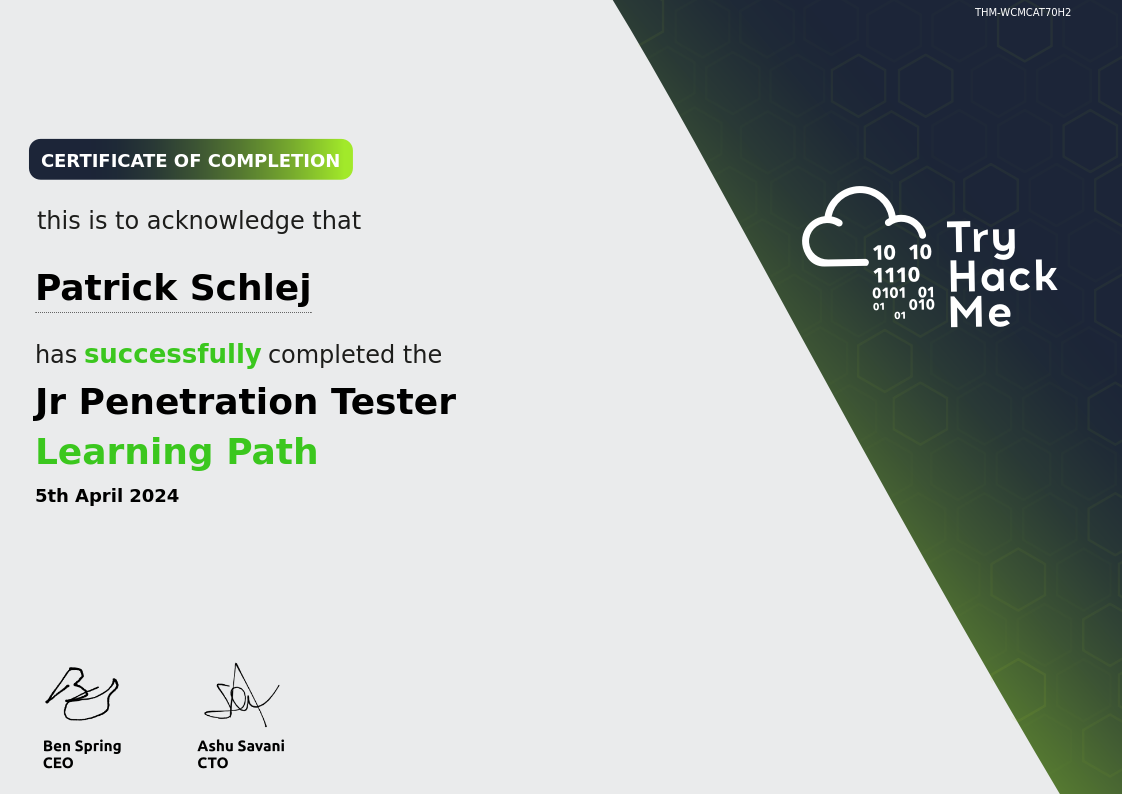 THM-WCMCAT70H2
CERTIFICATE OF COMPLETION
this is to acknowledge that
Patrick Schlej
has successfully completed the
Jr Penetration Tester
Learning Path
5th April 2024
10 10
1110
0101 01
01 010
01
Try
Hack
Me
Ben Spring
CEO
Ashu Savani
CTO